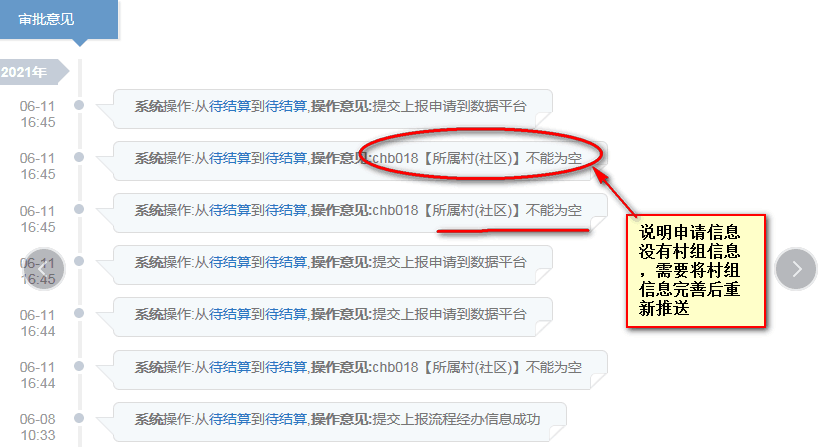 审批意见
2021年
06-11
16:45
系统操作:从待结算到待结算,操作意见:提交上报申请到数据平台
06-11
16:45
系统操作:从待结算到待结算,操作意见:chb018【所属村(社区)】不能为空
06-11
16:45
系统操作:从待结算到待结算,操作意见:chb018【所属村(社区)】不能为空
06-11
16:45
系统操作:从待结算到待结算,操作意见:提交上报申请到数据平台
06-11
16:44
系统操作:从待结算到待结算,操作意见:提交上报申请到数据平台
06-11
16:44
系统操作:从待结算到待结算,操作意见:chb018【所属村(社区)】不能为空
06-08
10:33
系统操作:从待结算到待结算,操作意见:提交上报流程经办信息成功
说明申请信息
没有村组信息
，需要将村组
信息完善后重
新推送